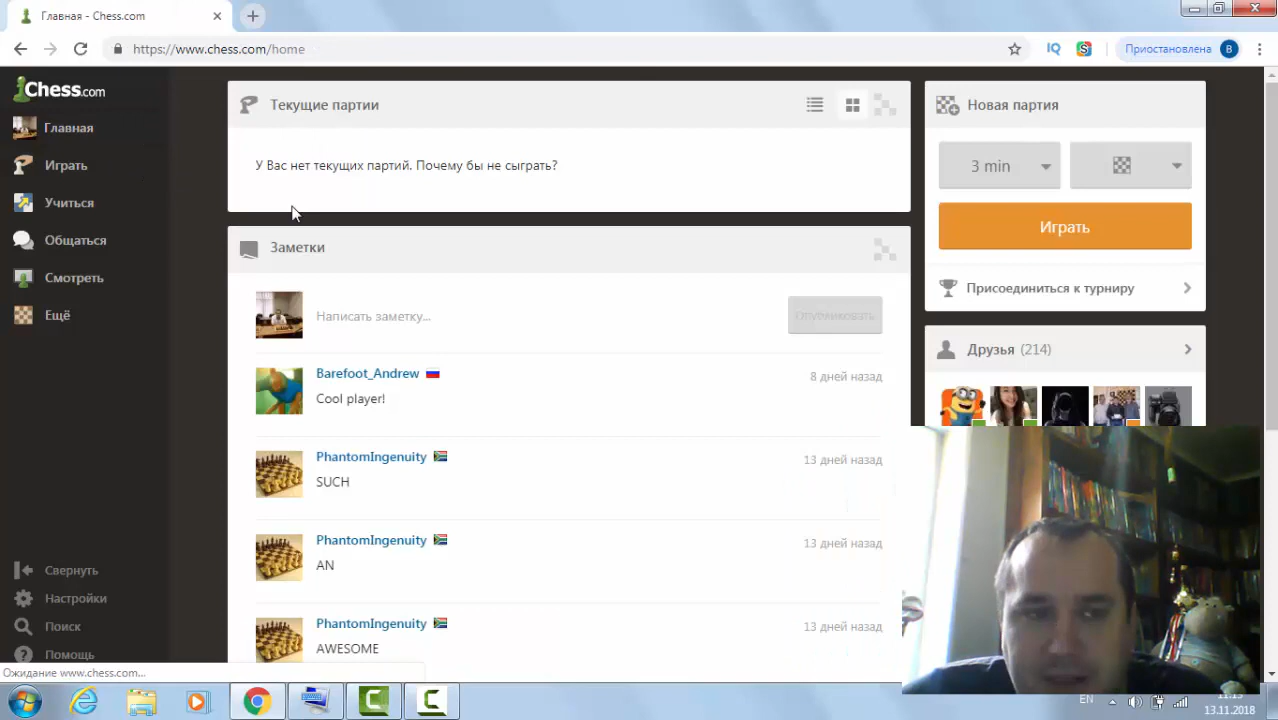 Главная - Chess.com
https://www.chess.com/home
IQ
Приостановлена
B
Chess.com
Главная
Играть
Учиться
Общаться
Смотреть
Ещё
Свернуть
Настройки
Поиск
Помощь
Текущие партии
У Вас нет текущих партий. Почему бы не сыграть?
Заметки
Написать заметку...
Опубликовать
Barefoot_Andrew
8 дней назад
Cool player!
PhantomIngenuity
13 дней назад
SUCH
PhantomIngenuity
13 дней назад
AN
PhantomIngenuity
13 дней назад
AWESOME
Новая партия
3 min
Играть
Присоединиться к турниру
Друзья (214)
Ожидание www.chess.com...
EN
13.11.2018